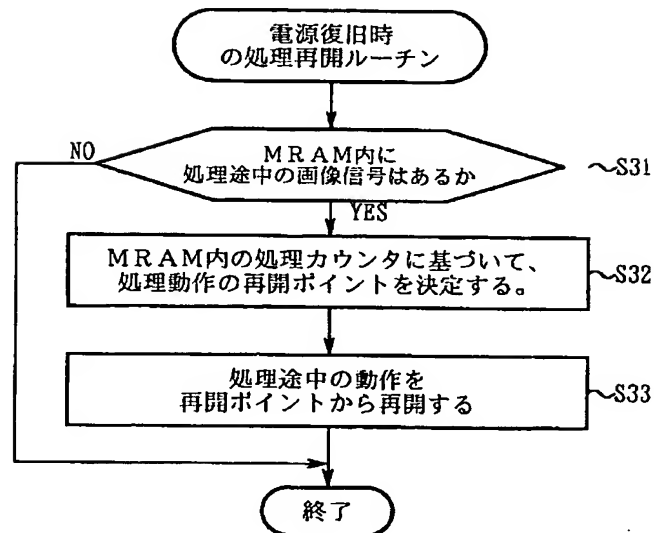 電源復旧時
の処理再開ルーチン
NO
MRAM内に
処理途中の画像信号はあるか
~S31
YES
MRAM内の処理カウンタに基づいて、
処理動作の再開ポイントを決定する。
~S32
処理途中の動作を
再開ポイントから再開する
~S33
終了